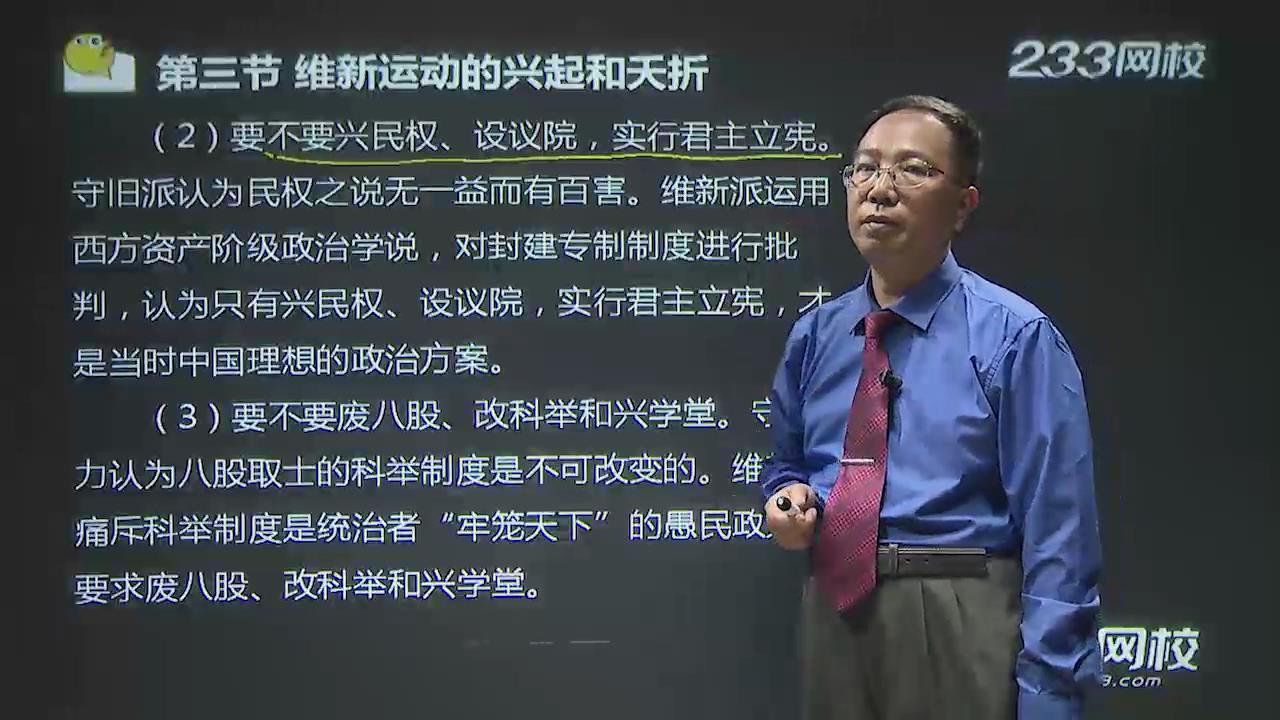 第三节 维新运动的兴起和夭折
233网校
（2）要不要兴民权、设议院，实行君主立宪。
守旧派认为民权之说无一益而有百害。维新派运用
西方资产阶级政治学说，对封建专制制度进行批
判，认为只有兴民权、设议院，实行君主立宪，才
是当时中国理想的政治方案。
（3）要不要废八股、改科举和兴学堂。守
力认为八股取士的科举制度是不可改变的。维
痛斥科举制度是统治者“牢笼天下”的愚民政
要求废八股、改科举和兴学堂。
网校
3.com